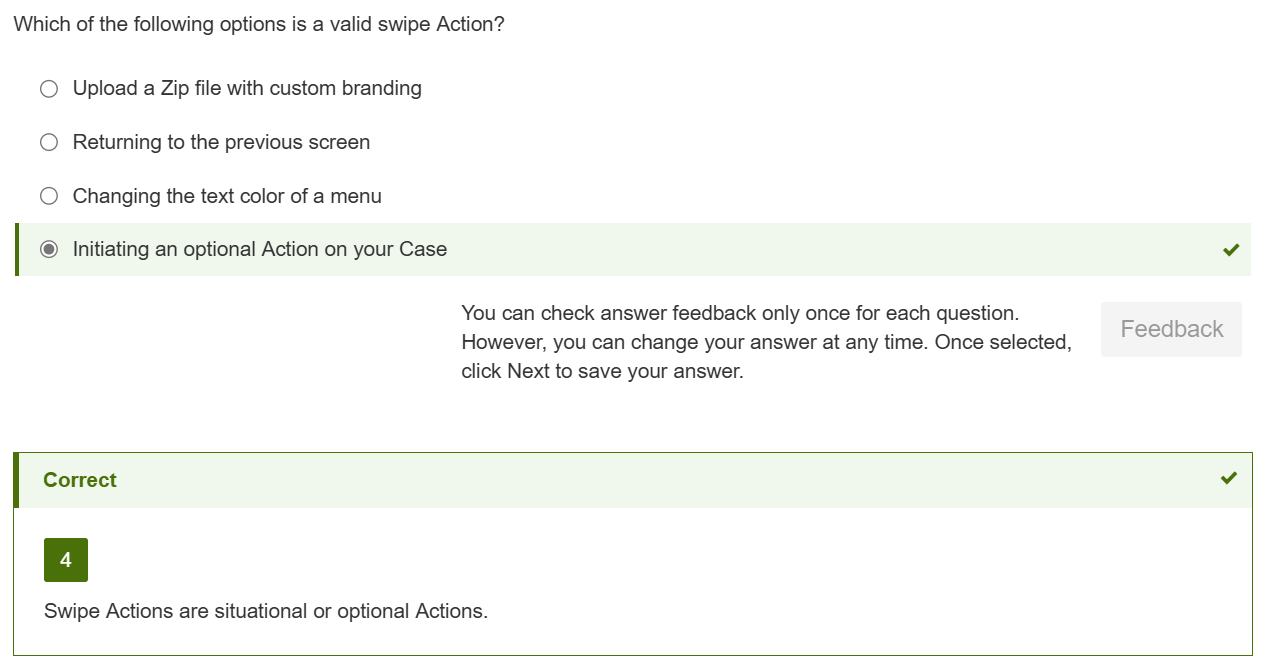 Which of the following options is a valid swipe Action?
Upload a Zip file with custom branding
Returning to the previous screen
Changing the text color of a menu
Initiating an optional Action on your Case
You can check answer feedback only once for each question.
However, you can change your answer at any time. Once selected,
click Next to save your answer.
Feedback
Correct
4
Swipe Actions are situational or optional Actions.